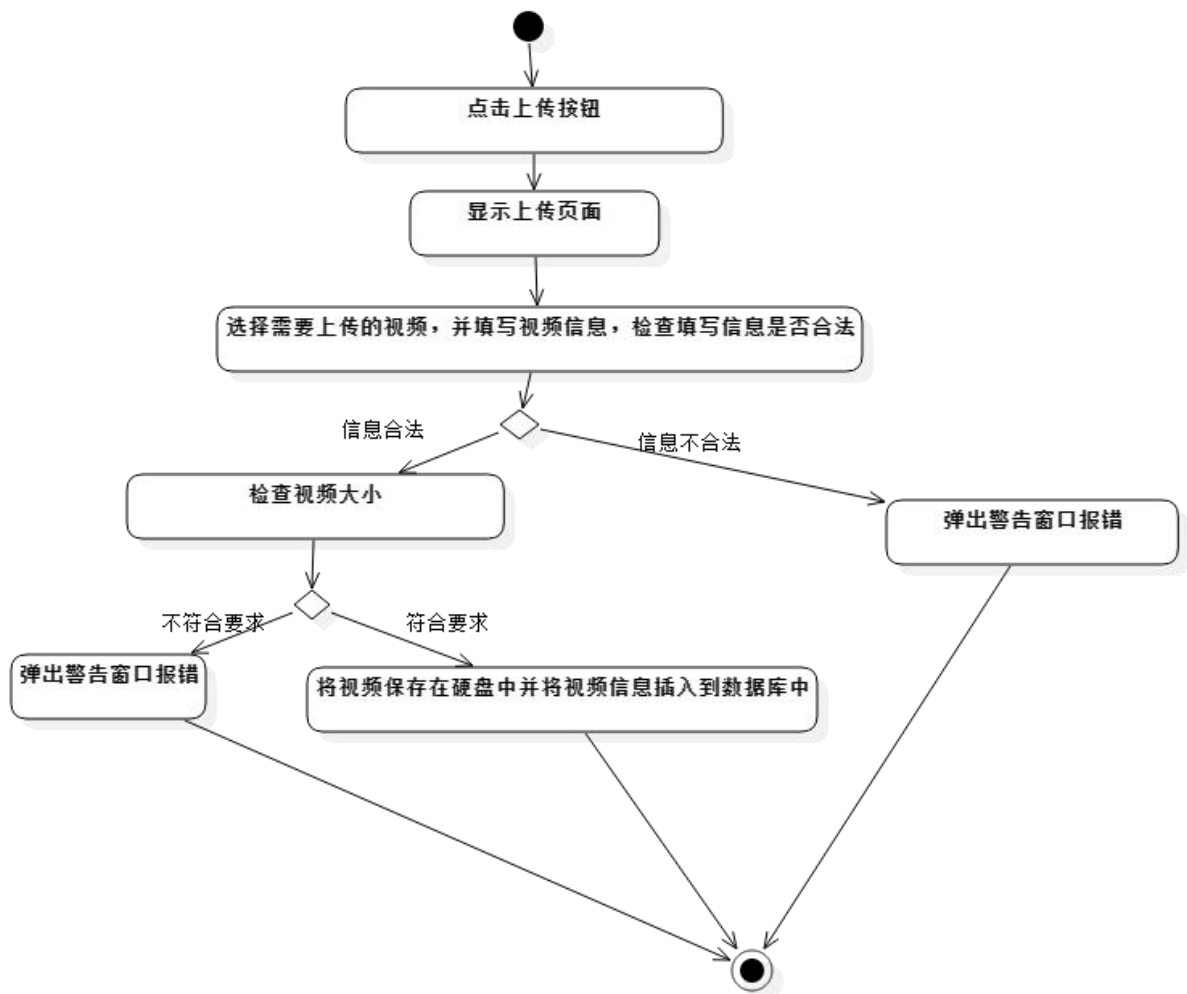 点击上传按钮
显示上传页面
选择需要上传的视频，并填写视频信息，检查填写信息是否合法
信息合法
信息不合法
检查视频大小
弹出警告窗口报错
不符合要求
符合要求
弹出警告窗口报错
将视频保存在硬盘中并将视频信息插入到数据库中